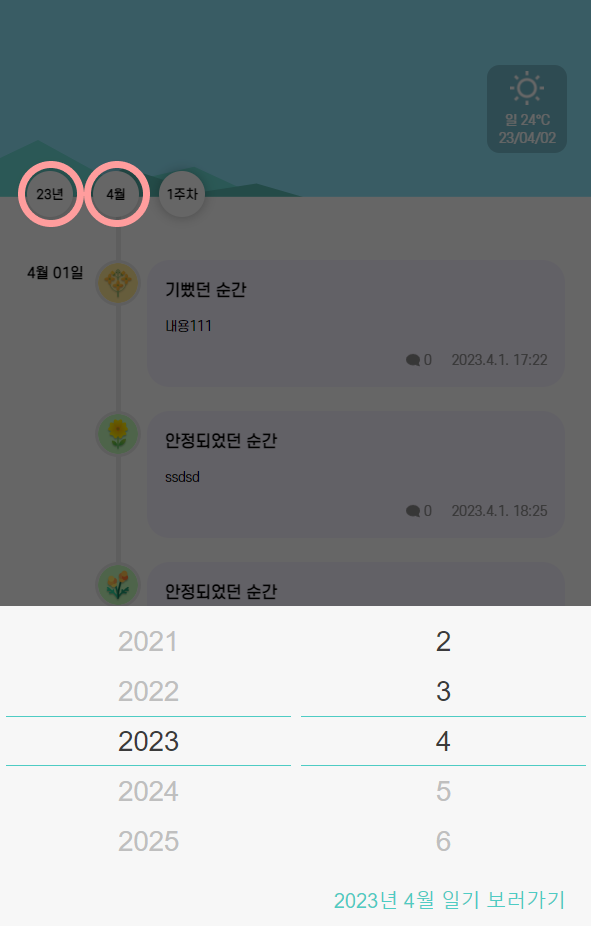 일 24℃
23/04/02
23년
4월
1주차
4월 01일
기뻤던 순간
내용111
0 2023.4.1. 17:22
안정되었던 순간
ssdsd
0 2023.4.1. 18:25
안정되었던 순간
2021 2
2022 3
2023 4
2024 5
2025 6
2023년 4월 일기 보러가기